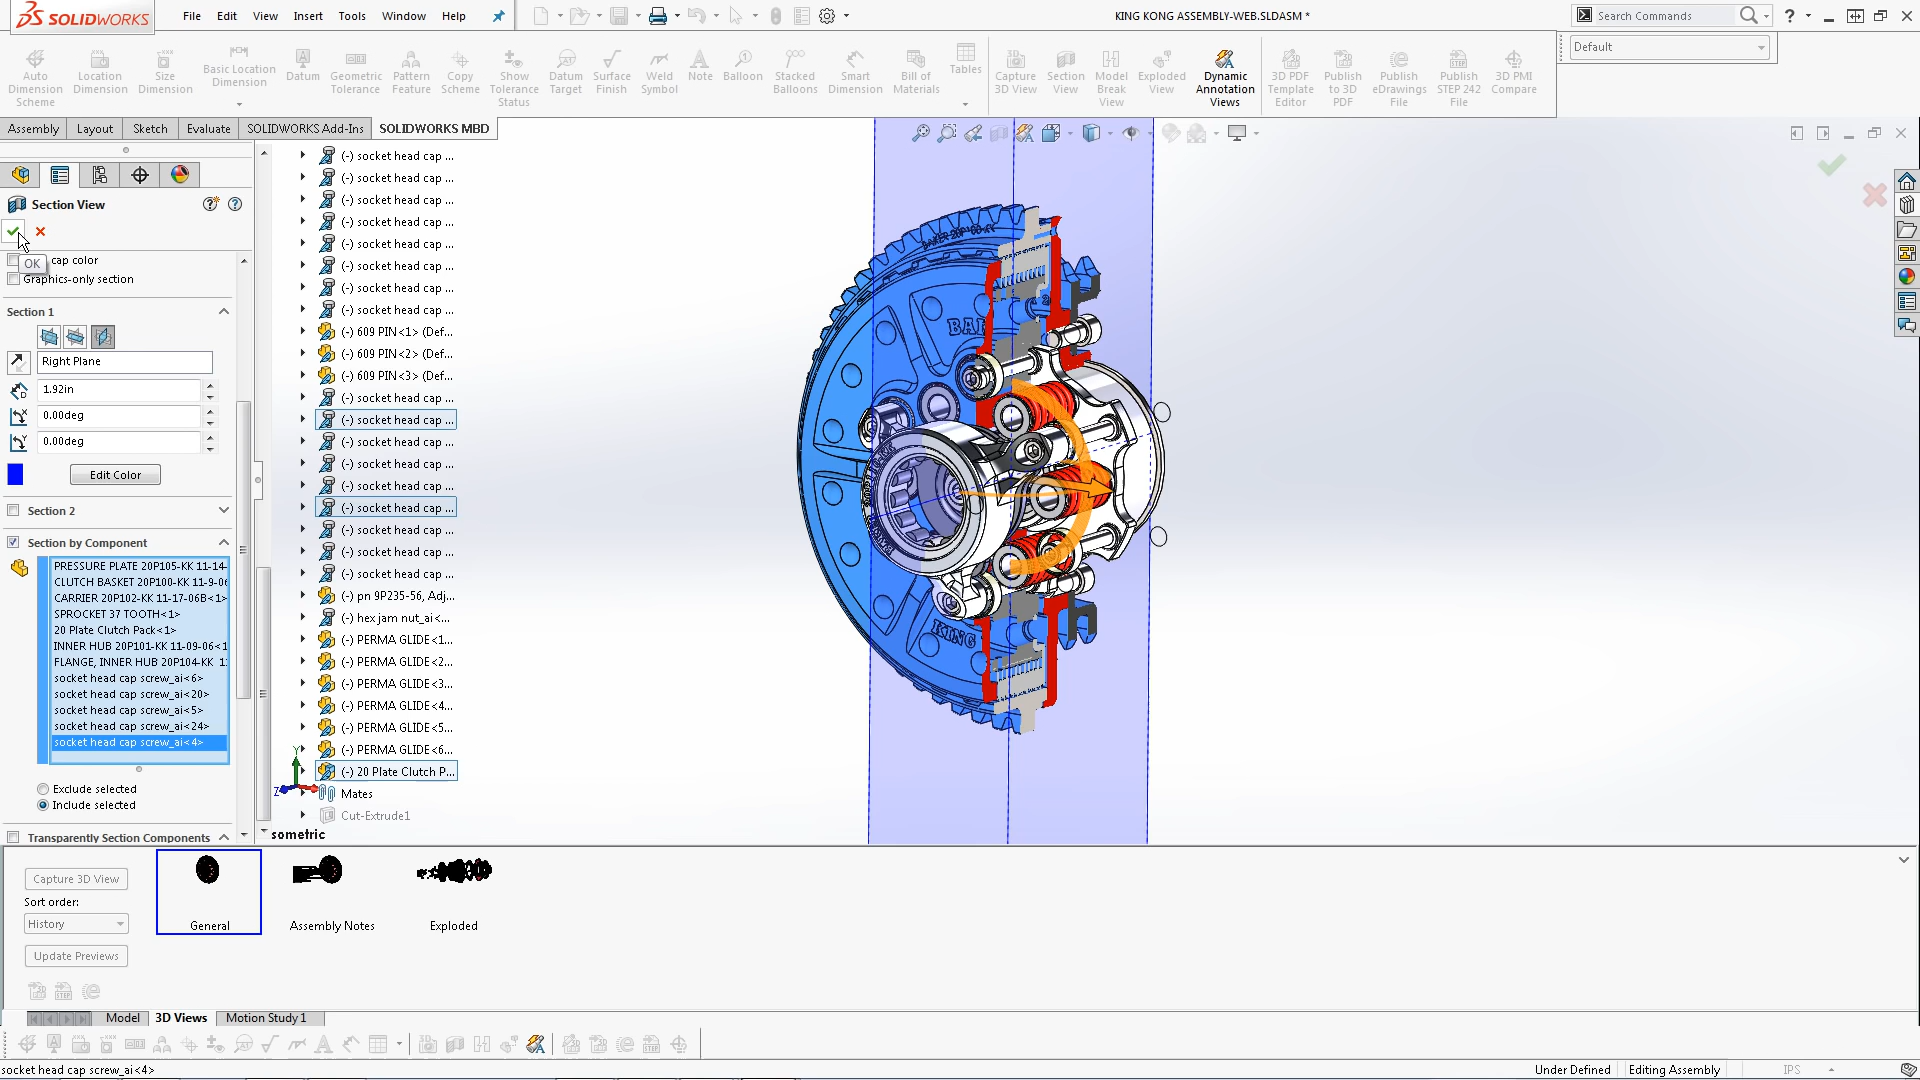 SOLIDWORKS
File Edit View Insert Tools Window Help
KING KONG ASSEMBLY-WEB.SLDASM *
Search Commands
Default
Auto Dimension Scheme
Location Dimension
Size Dimension
Basic Location Dimension
Datum
Geometric Tolerance
Pattern Feature
Copy Scheme
Show Tolerance Status
Datum Target
Surface Finish
Weld Symbol
Note
Balloon
Stacked Balloons
Smart Dimension
Bill of Materials
Tables
Capture 3D View
Section View
Model Break View
Exploded View
Dynamic Annotation Views
3D PDF Template Editor
Publish to 3D PDF
Publish eDrawings File
Publish STEP 242 File
3D PMI Compare
Assembly Layout Sketch Evaluate SOLIDWORKS Add-Ins SOLIDWORKS MBD
Section View
OK
cap color
Graphics-only section
Section 1
Right Plane
1.92in
0.00deg
0.00deg
Edit Color
Section 2
Section by Component
PRESSURE PLATE 20P105-KK 11-14-
CLUTCH BASKET 20P100-KK 11-9-06
CARRIER 20P102-KK 11-17-06B<1>
SPROCKET 37 TOOTH<1>
20 Plate Clutch Pack<1>
INNER HUB 20P101-KK 11-09-06<1
FLANGE, INNER HUB 20P104-KK 1
socket head cap screw_ai<6>
socket head cap screw_ai<20>
socket head cap screw_ai<5>
socket head cap screw_ai<24>
socket head cap screw_ai<4>
Exclude selected
Include selected
Transparently Section Components
(-) socket head cap ...
(-) socket head cap ...
(-) socket head cap ...
(-) socket head cap ...
(-) socket head cap ...
(-) socket head cap ...
(-) socket head cap ...
(-) socket head cap ...
(-) 609 PIN<1> (Def...
(-) 609 PIN<2> (Def...
(-) 609 PIN<3> (Def...
(-) socket head cap ...
(-) socket head cap ...
(-) socket head cap ...
(-) socket head cap ...
(-) socket head cap ...
(-) socket head cap ...
(-) socket head cap ...
(-) socket head cap ...
(-) socket head cap ...
(-) pn 9P235-56, Adj...
(-) hex jam nut_ai<...
(-) PERMA GLIDE<1...
(-) PERMA GLIDE<2...
(-) PERMA GLIDE<3...
(-) PERMA GLIDE<4...
(-) PERMA GLIDE<5...
(-) PERMA GLIDE<6...
(-) 20 Plate Clutch P...
Mates
Cut-Extrude1
Y
Z
sometric
BAK
KING
Capture 3D View
Sort order:
History
Update Previews
General
Assembly Notes
Exploded
Model 3D Views Motion Study 1
socket head cap screw_ai<4>
Under Defined Editing Assembly IPS